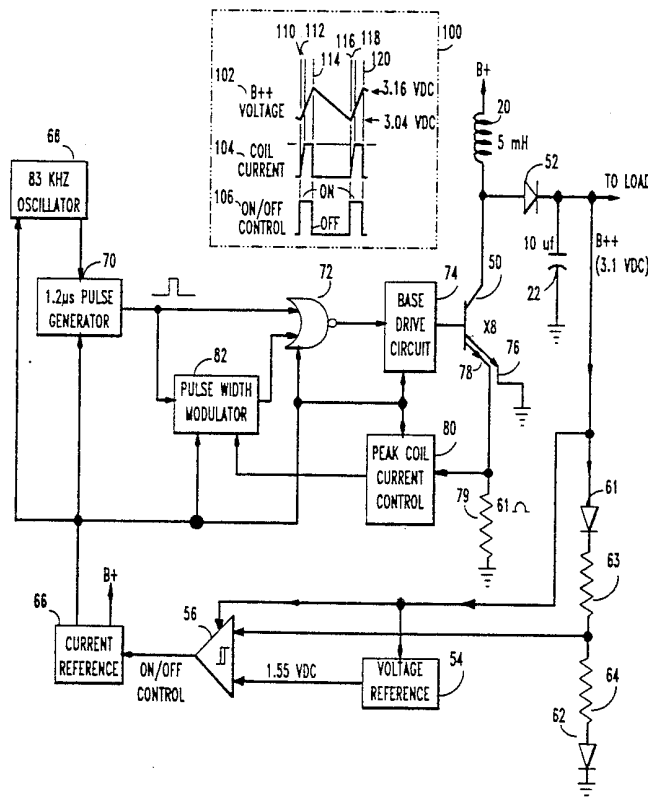 100
110
112
116
118
114
120
102
B++
VOLTAGE
3.16 VDC
3.04 VDC
104
COIL
CURRENT
106
ON/OFF
CONTROL
ON
OFF
B+
20
5 mH
52
TO LOAD
10 uf
22
B++
(3.1 VDC)
68
83 KHZ
OSCILLATOR
70
1.2µs PULSE
GENERATOR
72
74
BASE
DRIVE
CIRCUIT
50
X8
76
78
82
PULSE WIDTH
MODULATOR
80
PEAK COIL
CURRENT
CONTROL
79
61 Ω
61
63
B+
66
CURRENT
REFERENCE
56
ON/OFF
CONTROL
1.55 VDC
VOLTAGE
REFERENCE
54
64
62